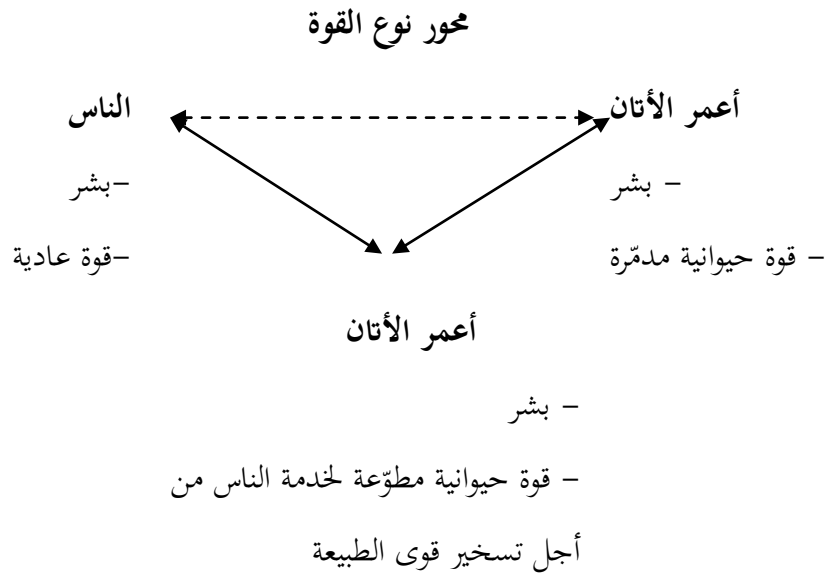 محور نوع القوة
أعمر الأتان
الناس
– بشر
–بشر
– قوة حيوانية مدمّرة
–قوة عادية
أعمر الأتان
– بشر
– قوة حيوانية مطوّعة لخدمة الناس من
أجل تسخير قوى الطبيعة